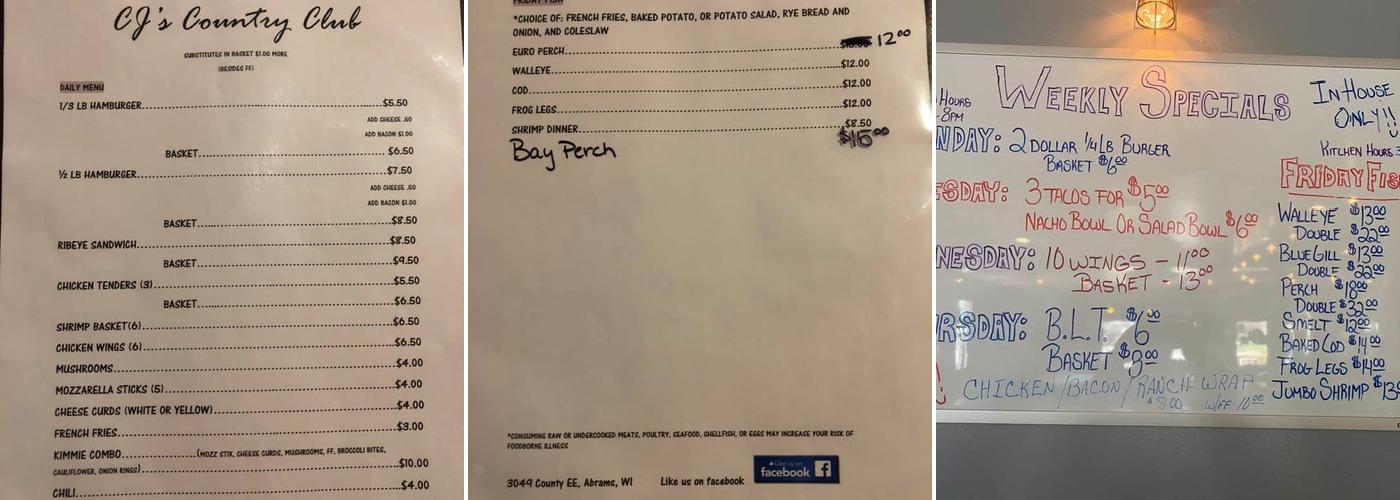 CJ's Country Club
SUBSTITUTES IN BASKET $1.00 MORE
(BESIDES FF)
DAILY MENU
1/3 LB HAMBURGER $5.50
ADD CHEESE .50
ADD BACON $1.00
BASKET $6.50
½ LB HAMBURGER $7.50
ADD CHEESE .50
ADD BACON $1.00
BASKET $8.50
RIBEYE SANDWICH $8.50
BASKET $9.50
CHICKEN TENDERS (3) $5.50
BASKET $6.50
SHRIMP BASKET(6) $6.50
CHICKEN WINGS (6) $6.50
MUSHROOMS $4.00
MOZZARELLA STICKS (5) $4.00
CHEESE CURDS (WHITE OR YELLOW) $4.00
FRENCH FRIES $3.00
KIMMIE COMBO (MOZZ STIX, CHEESE CURDS, MUSHROOMS, FF, BROCCOLI BITES,
CAULIFLOWER, ONION RINGS) $10.00
CHILI $4.00
FRIDAY FISH
*CHOICE OF: FRENCH FRIES, BAKED POTATO, OR POTATO SALAD, RYE BREAD AND
ONION, AND COLESLAW
EURO PERCH 12.00
WALLEYE $12.00
COD $12.00
FROG LEGS $12.00
SHRIMP DINNER $8.50
Bay Perch $15.00
*CONSUMING RAW OR UNDERCOOKED MEATS, POULTRY, SEAFOOD, SHELLFISH, OR EGGS MAY INCREASE YOUR RISK OF
FOODBORNE ILLNESS
3049 County EE, Abrams, WI Like us on facebook
Like us on
facebook f
HOURS
8PM
WEEKLY SPECIALS
NDAY: 2 DOLLAR 1/4 LB BURGER
BASKET $6.00
ESDAY: 3 TACOS FOR $5.00
NACHO BOWL OR SALAD BOWL $6.00
NESDAY: 10 WINGS - 11.00
BASKET - 13.00
RSDAY: B.L.T. $6.00
BASKET $8.00
CHICKEN/BACON/RANCH WRAP
$8.00 W/FF 10.00
IN HOUSE
ONLY!!
KITCHEN HOURS 3
FRIDAY FIS
WALLEYE $13.00
DOUBLE $22.00
BLUEGILL $13.00
DOUBLE $22.00
PERCH $18.00
DOUBLE $32.00
SMELT $12.00
BAKED COD $14.00
FROG LEGS $14.00
JUMBO SHRIMP $13